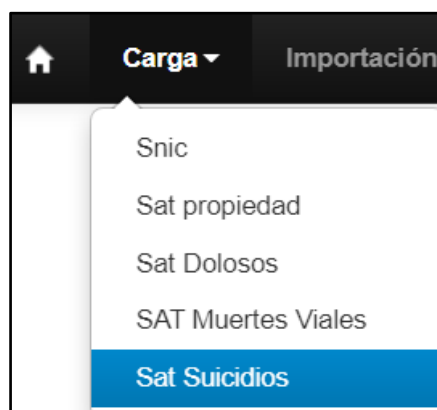 Carga Importación
Snic
Sat propiedad
Sat Dolosos
SAT Muertes Viales
Sat Suicidios